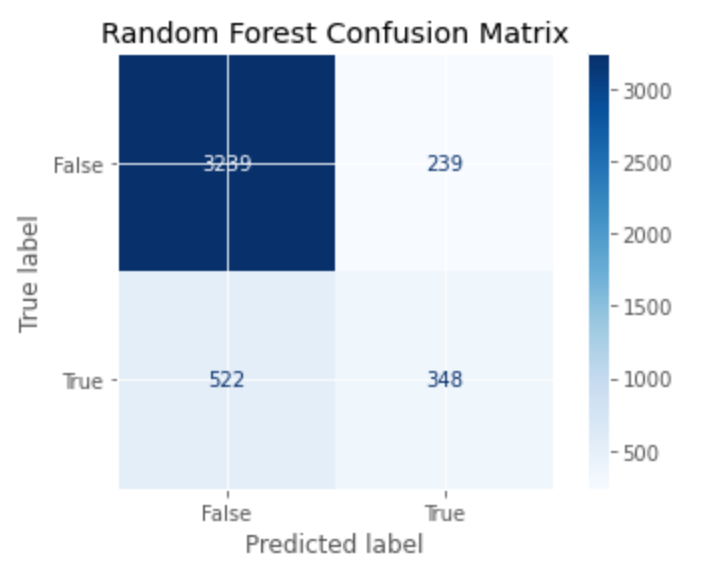 Random Forest Confusion Matrix
True label
False
3239
239
True
522
348
False
True
Predicted label
3000
2500
2000
1500
1000
500